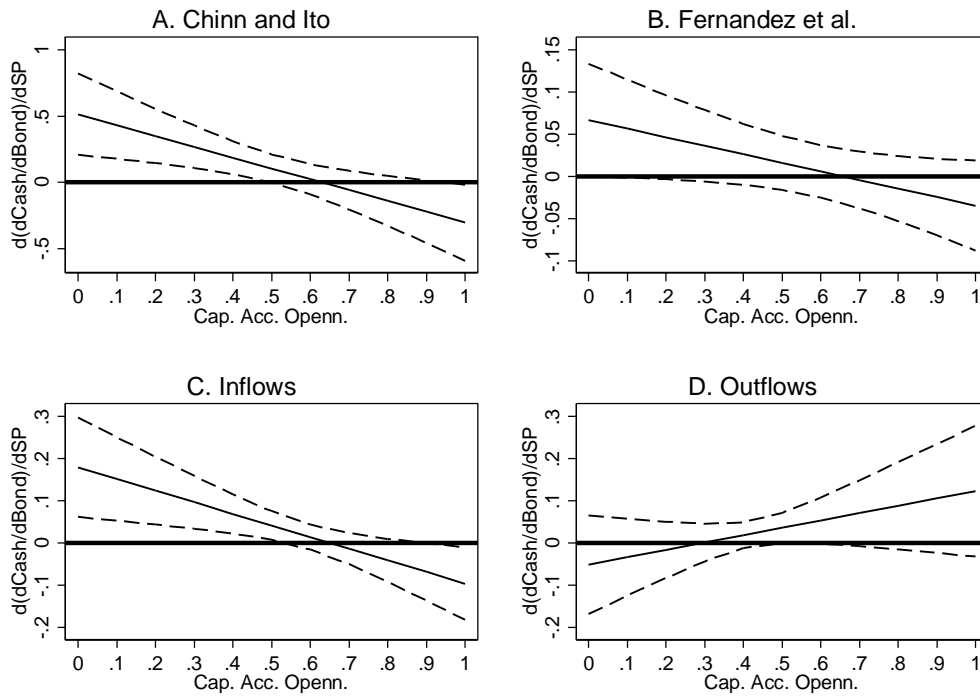 A. Chinn and Ito
d(dCash/dBond)/dSP
1
.5
0
-.5
0 .1 .2 .3 .4 .5 .6 .7 .8 .9 1
Cap. Acc. Openn.
B. Fernandez et al.
d(dCash/dBond)/dSP
.15
.1
.05
0
-.05
-.1
0 .1 .2 .3 .4 .5 .6 .7 .8 .9 1
Cap. Acc. Openn.
C. Inflows
d(dCash/dBond)/dSP
.3
.2
.1
0
-.1
-.2
0 .1 .2 .3 .4 .5 .6 .7 .8 .9 1
Cap. Acc. Openn.
D. Outflows
d(dCash/dBond)/dSP
.3
.2
.1
0
-.1
-.2
0 .1 .2 .3 .4 .5 .6 .7 .8 .9 1
Cap. Acc. Openn.